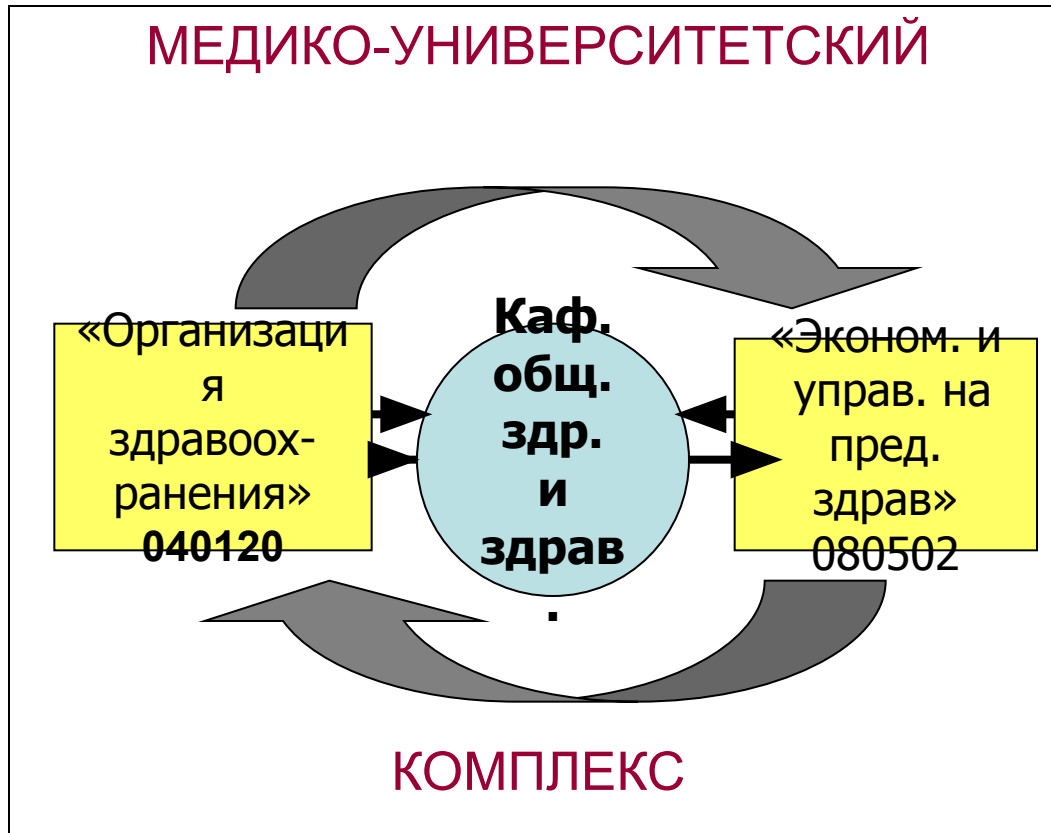 МЕДИКО-УНИВЕРСИТЕТСКИЙ
«Организаци
я
здравоох-
ранения»
040120
Каф.
общ.
здр.
и
здрав
.
«Эконом. и
управ. на
пред.
здрав»
080502
КОМПЛЕКС